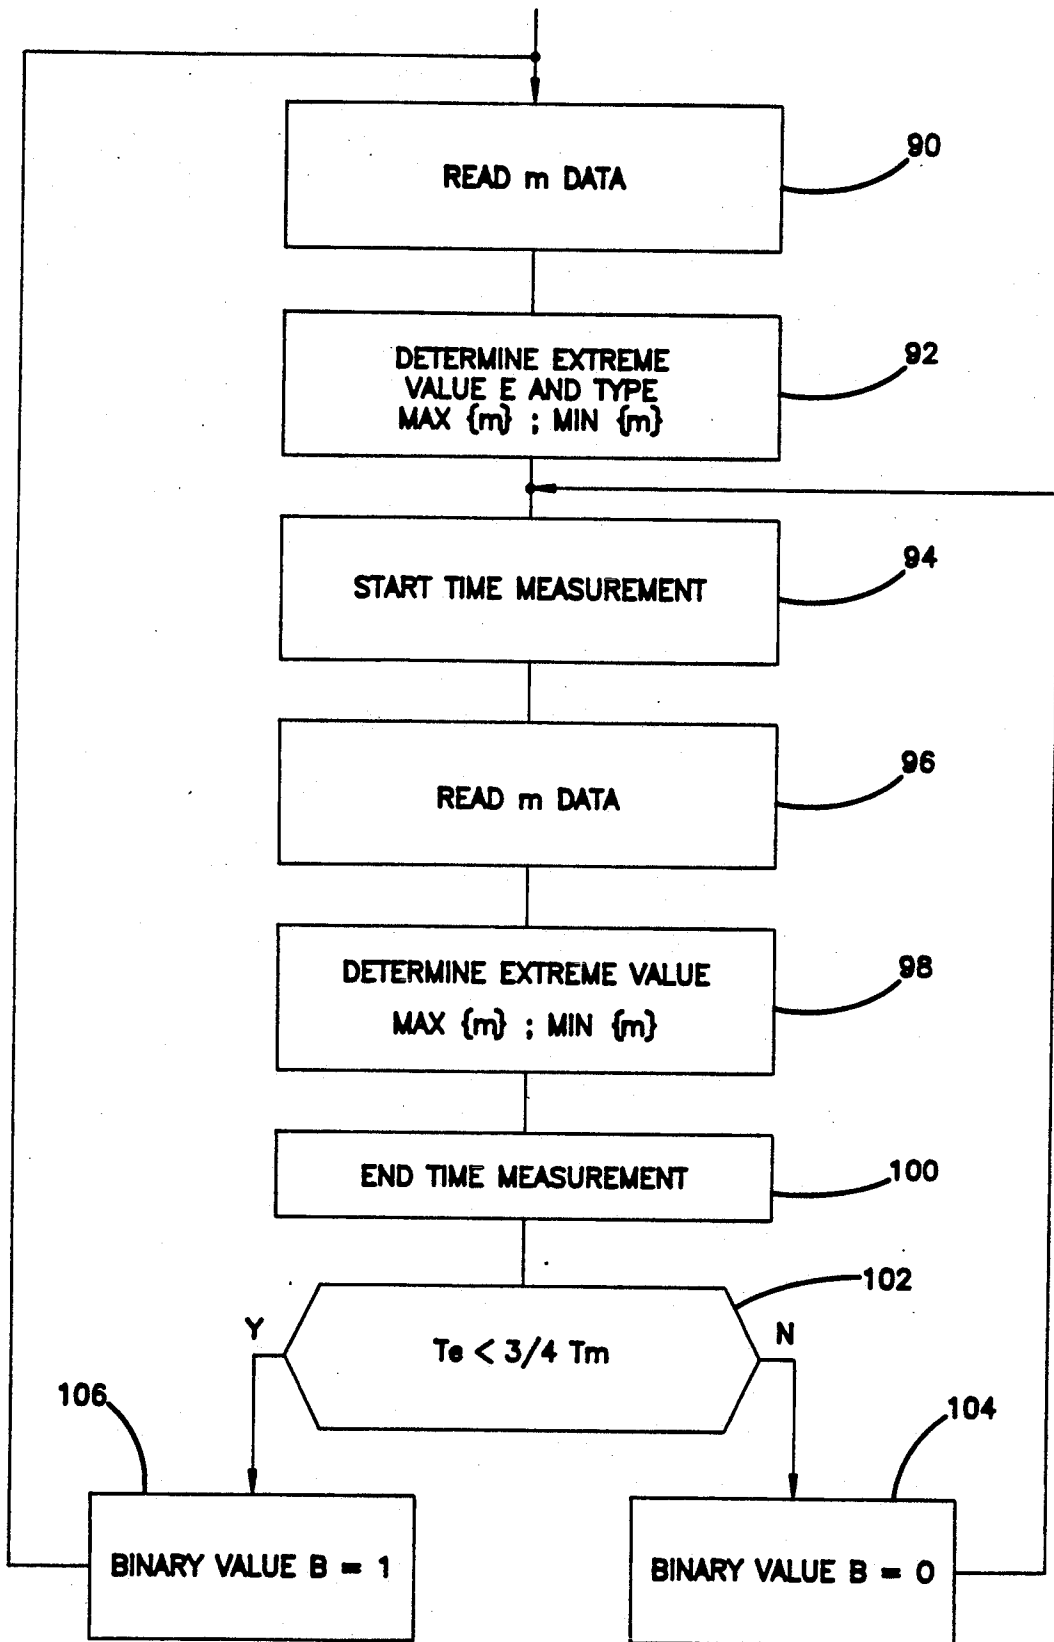 READ m DATA
90
DETERMINE EXTREME
VALUE E AND TYPE
MAX {m} ; MIN {m}
92
START TIME MEASUREMENT
94
READ m DATA
96
DETERMINE EXTREME VALUE
MAX {m} ; MIN {m}
98
END TIME MEASUREMENT
100
102
Y
Te < 3/4 Tm
N
106
104
BINARY VALUE B = 1
BINARY VALUE B = 0